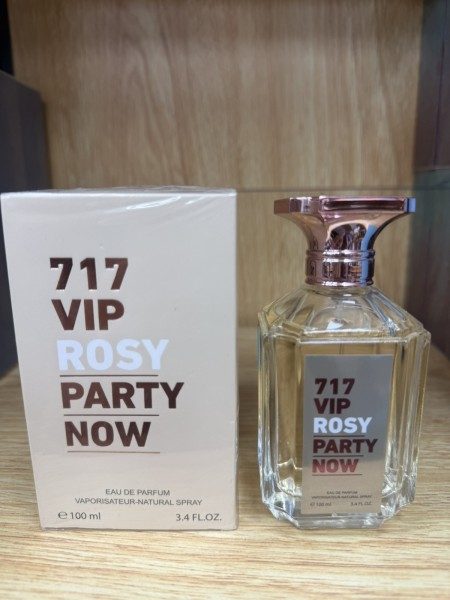 717
VIP
ROSY
PARTY
NOW
EAU DE PARFUM
VAPORISATEUR-NATURAL SPRAY
℮ 100 ml 3.4 FL.OZ.
717
VIP
ROSY
PARTY
NOW
EAU DE PARFUM
VAPORISATEUR-NATURAL SPRAY
℮ 100 ml 3.4 FL.OZ.